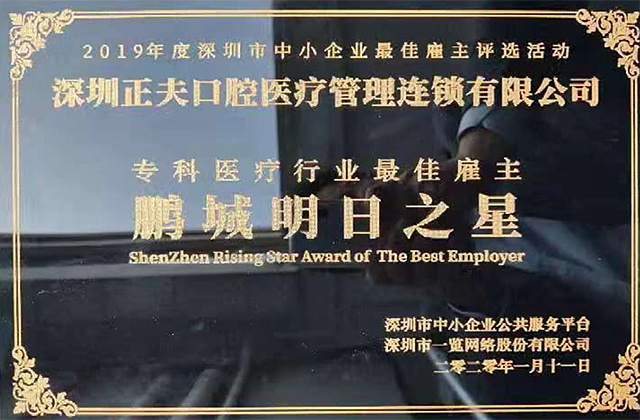 2019年度深圳市中小企业最佳雇主评选活动
深圳正夫口腔医疗管理连锁有限公司
专科医疗行业最佳雇主
鹏城明日之星
ShenZhen Rising Star Award of The Best Employer
深圳市中小企业公共服务平台
深圳市一览网络股份有限公司
二零二零年一月十一日